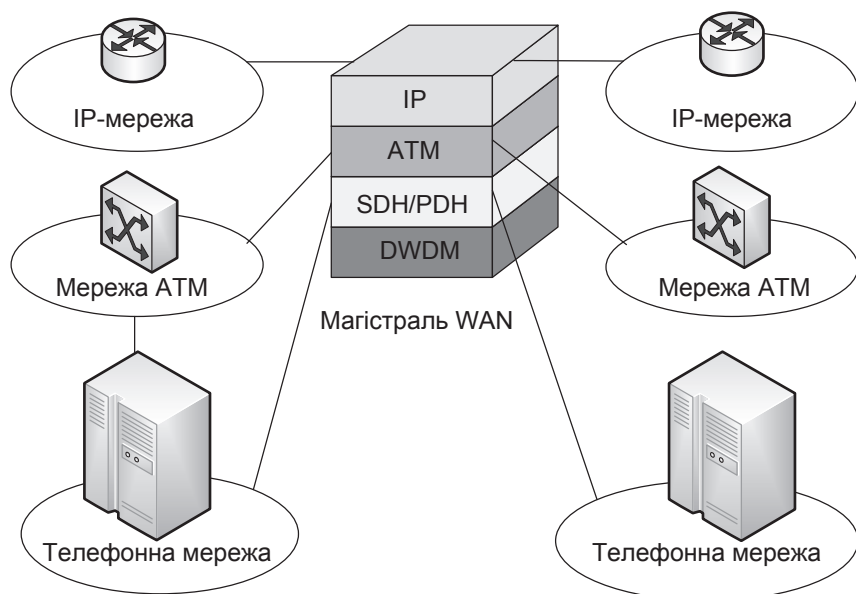 IP-мережа
IP
IP-мережа
ATM
SDH/PDH
DWDM
Мережа ATM
Мережа ATM
Магістраль WAN
Телефонна мережа
Телефонна мережа